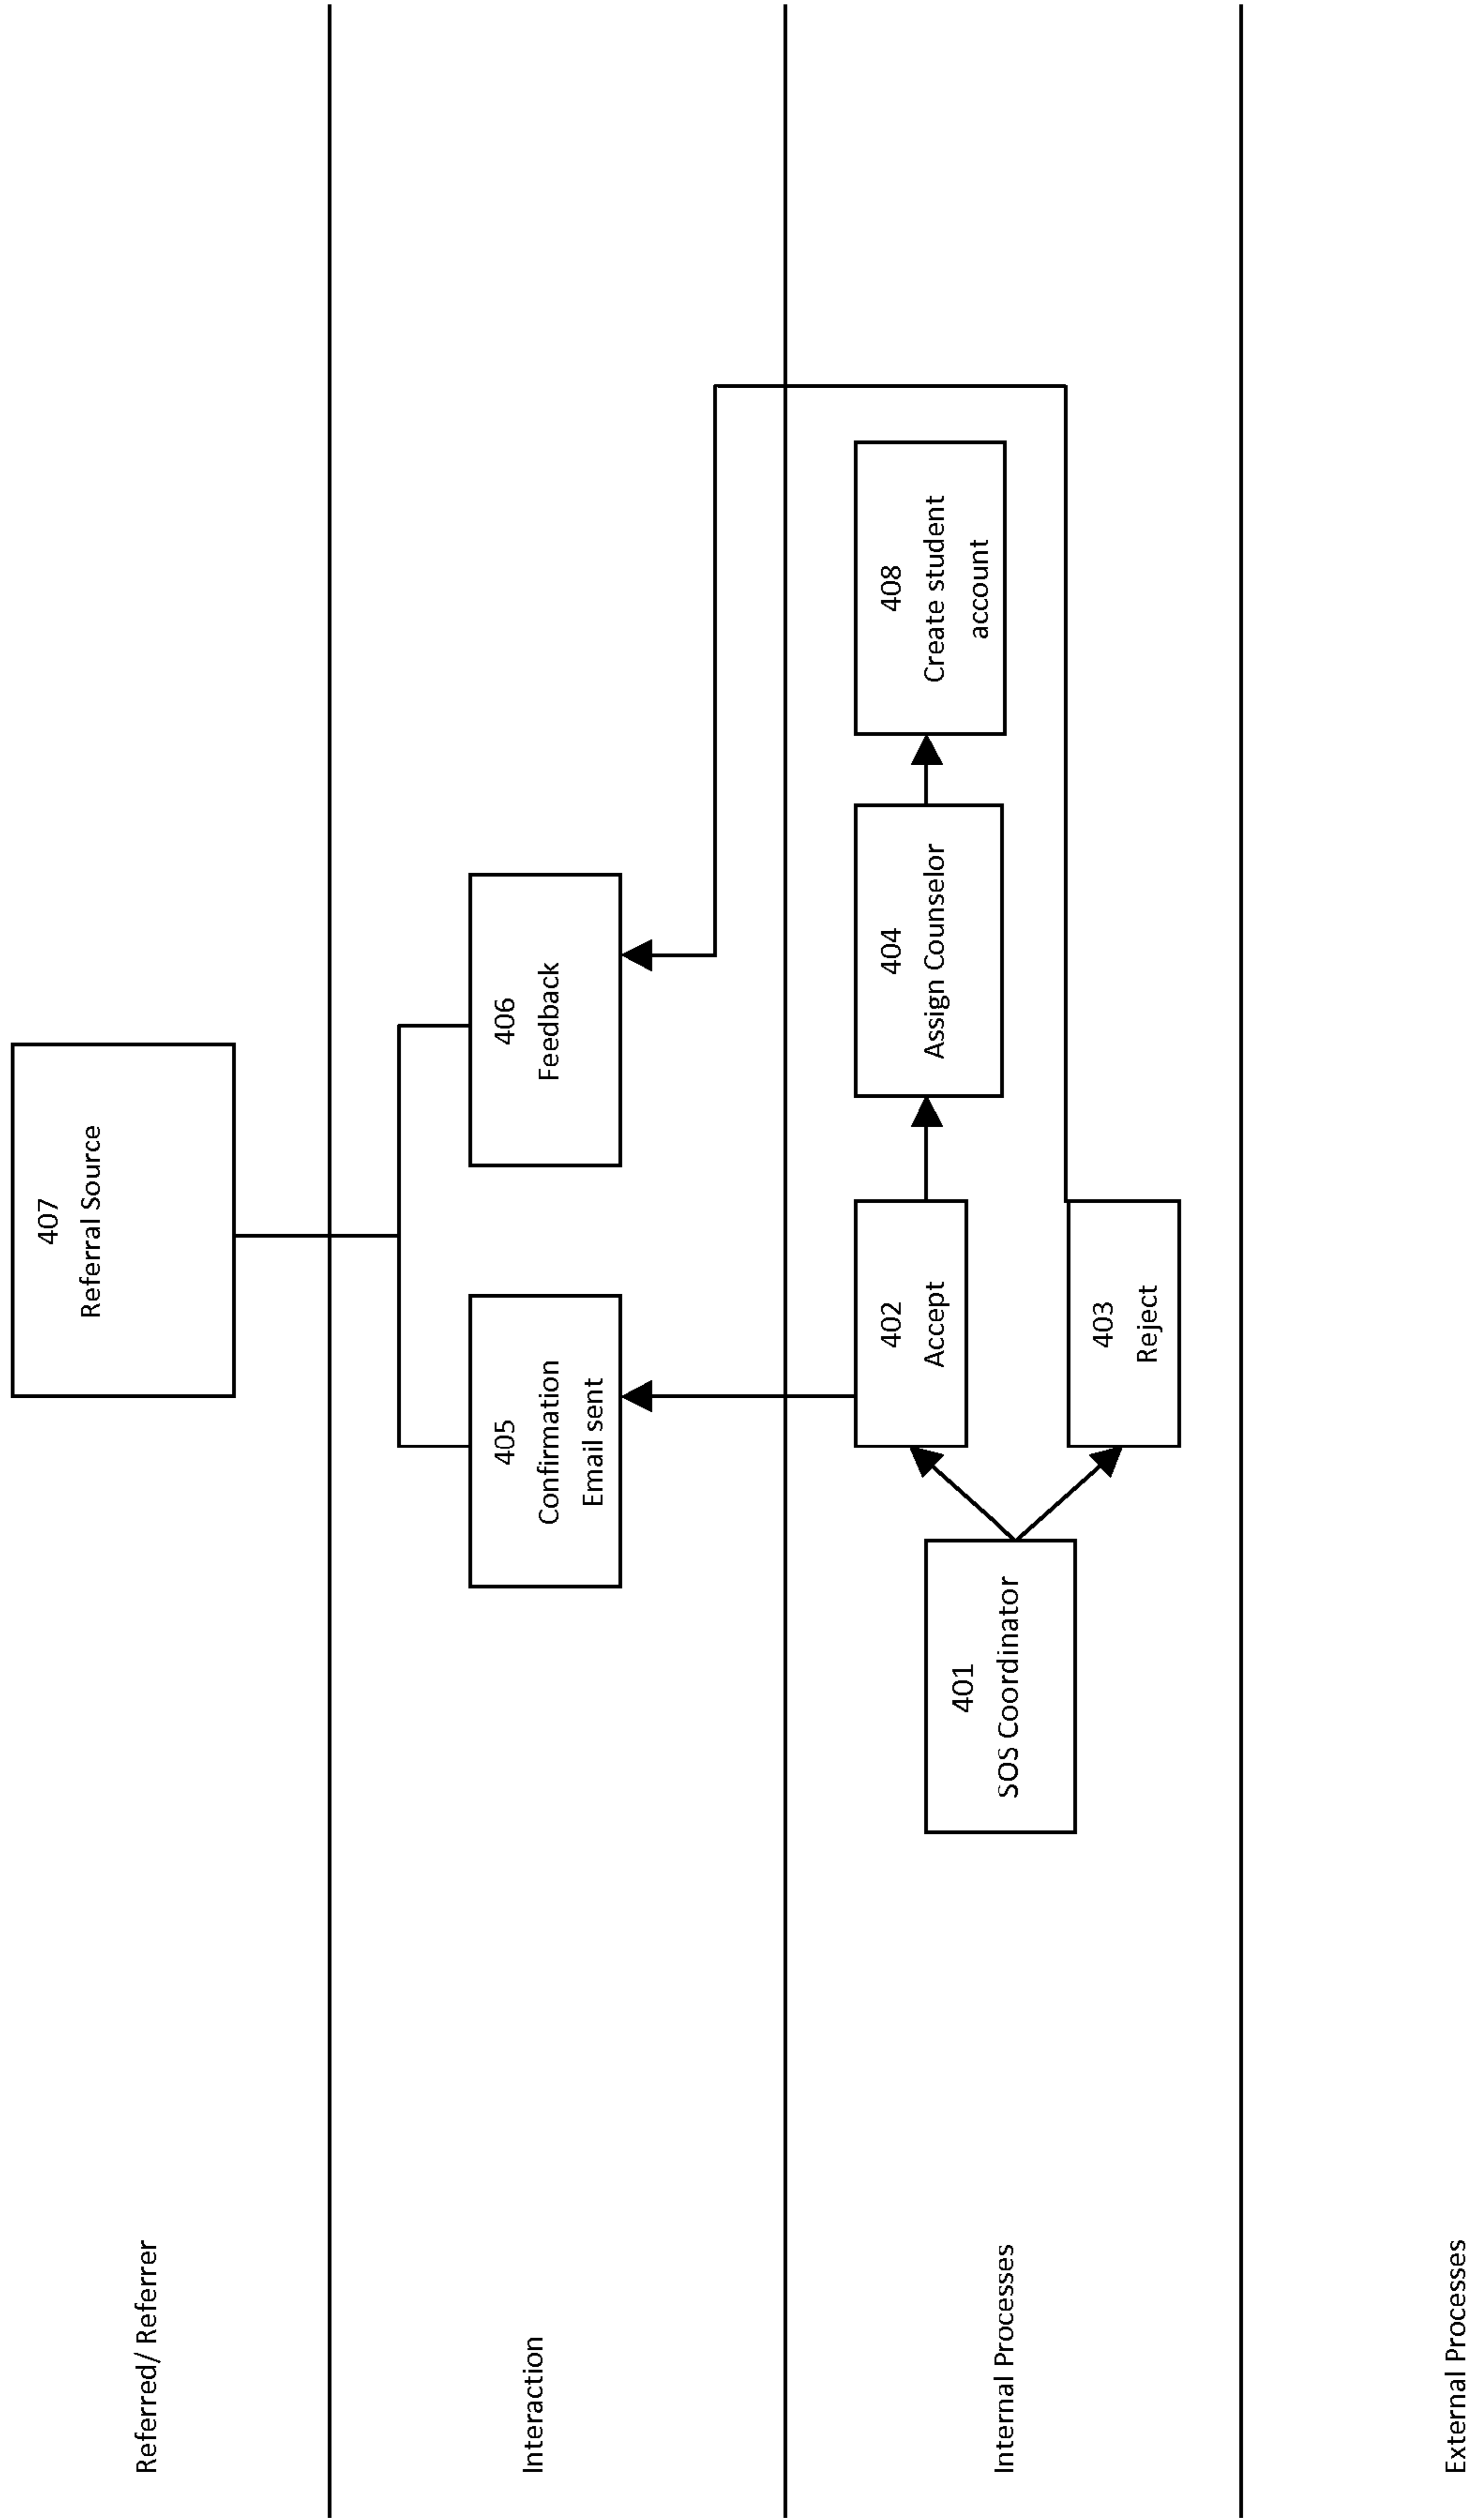 Referred/ Referrer
407
Referral Source
Interaction
405
Confirmation
Email sent
406
Feedback
Internal Processes
401
SOS Coordinator
402
Accept
403
Reject
404
Assign Counselor
408
Create student
account
External Processes